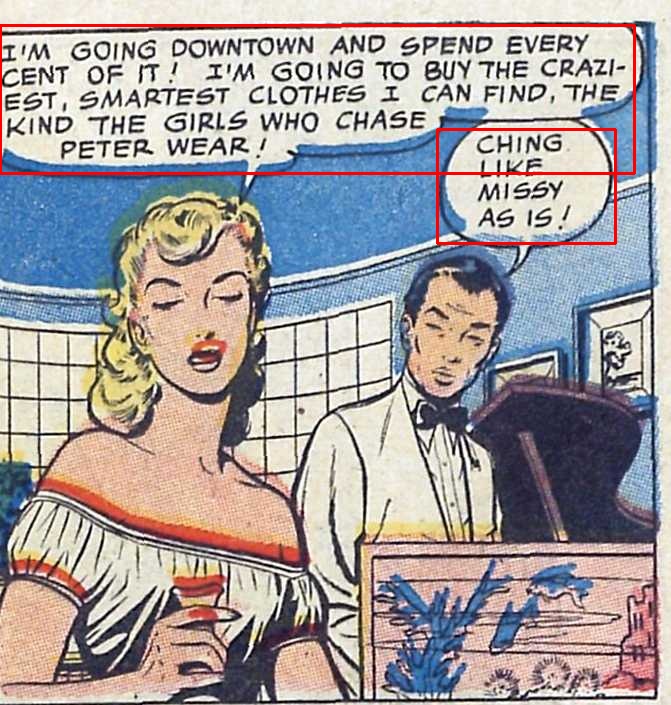 I'M GOING DOWNTOWN AND SPEND EVERY
CENT OF IT! I'M GOING TO BUY THE CRAZI-
EST, SMARTEST CLOTHES I CAN FIND, THE
KIND THE GIRLS WHO CHASE
PETER WEAR!
CHING
LIKE
MISSY
AS IS!